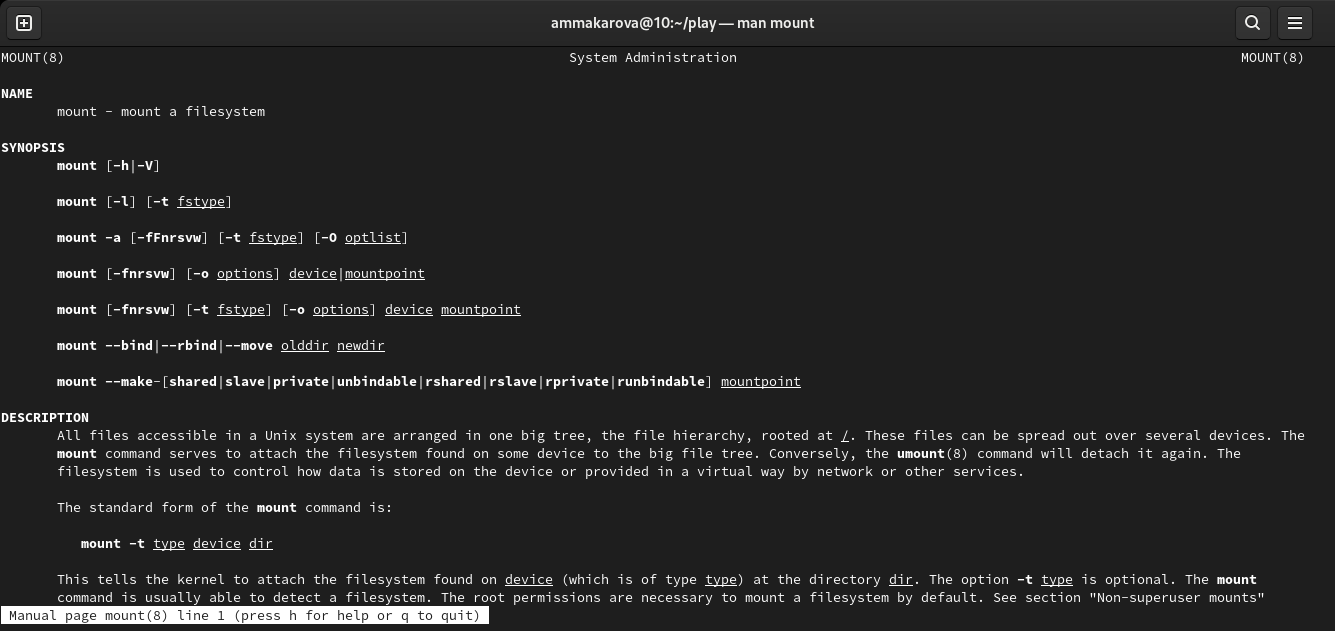 ammakarova@10:~/play — man mount
MOUNT(8) System Administration MOUNT(8)
NAME
mount - mount a filesystem
SYNOPSIS
mount [-h|-V]
mount [-l] [-t fstype]
mount -a [-fFnrsvw] [-t fstype] [-O optlist]
mount [-fnrsvw] [-o options] device|mountpoint
mount [-fnrsvw] [-t fstype] [-o options] device mountpoint
mount --bind|--rbind|--move olddir newdir
mount --make-[shared|slave|private|unbindable|rshared|rslave|rprivate|runbindable] mountpoint
DESCRIPTION
All files accessible in a Unix system are arranged in one big tree, the file hierarchy, rooted at /. These files can be spread out over several devices. The
mount command serves to attach the filesystem found on some device to the big file tree. Conversely, the umount(8) command will detach it again. The
filesystem is used to control how data is stored on the device or provided in a virtual way by network or other services.
The standard form of the mount command is:
mount -t type device dir
This tells the kernel to attach the filesystem found on device (which is of type type) at the directory dir. The option -t type is optional. The mount
command is usually able to detect a filesystem. The root permissions are necessary to mount a filesystem by default. See section "Non-superuser mounts"
Manual page mount(8) line 1 (press h for help or q to quit)